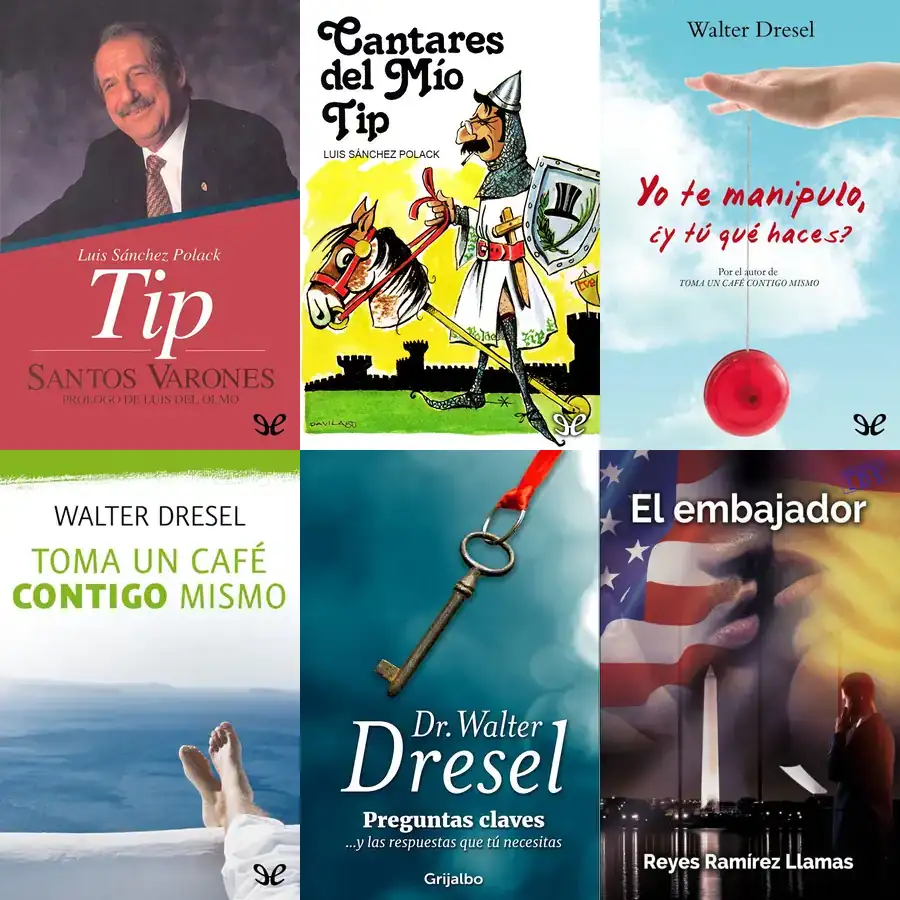 Luis Sánchez Polack
Tip
SANTOS VARONES
PRÓLOGO DE LUIS DEL OLMO
Cantares
del Mío
Tip
LUIS SÁNCHEZ POLACK
DAVILA
Walter Dresel
Yo te manipulo,
¿y tú qué haces?
Por el autor de
TOMA UN CAFÉ CONTIGO MISMO
WALTER DRESEL
TOMA UN CAFÉ
CONTIGO MISMO
Dr. Walter
Dresel
Preguntas claves
...y las respuestas que tú necesitas
Grijalbo
El embajador
Reyes Ramírez Llamas